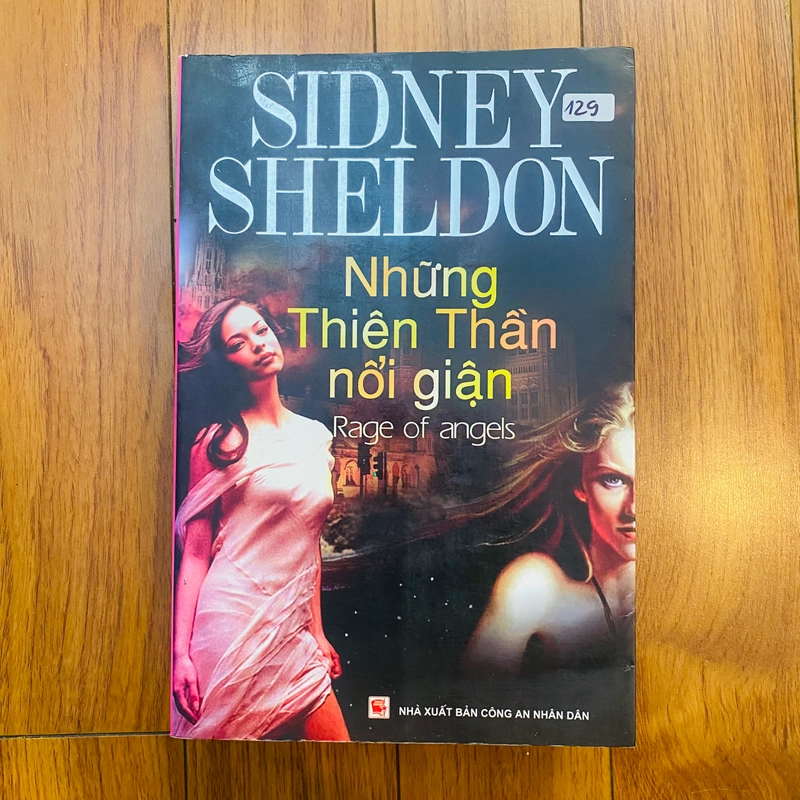 SIDNEY
129
SHELDON
Những
Thiên Thần
nổi giận
Rage of angels
NHÀ XUẤT BẢN CÔNG AN NHÂN DÂN